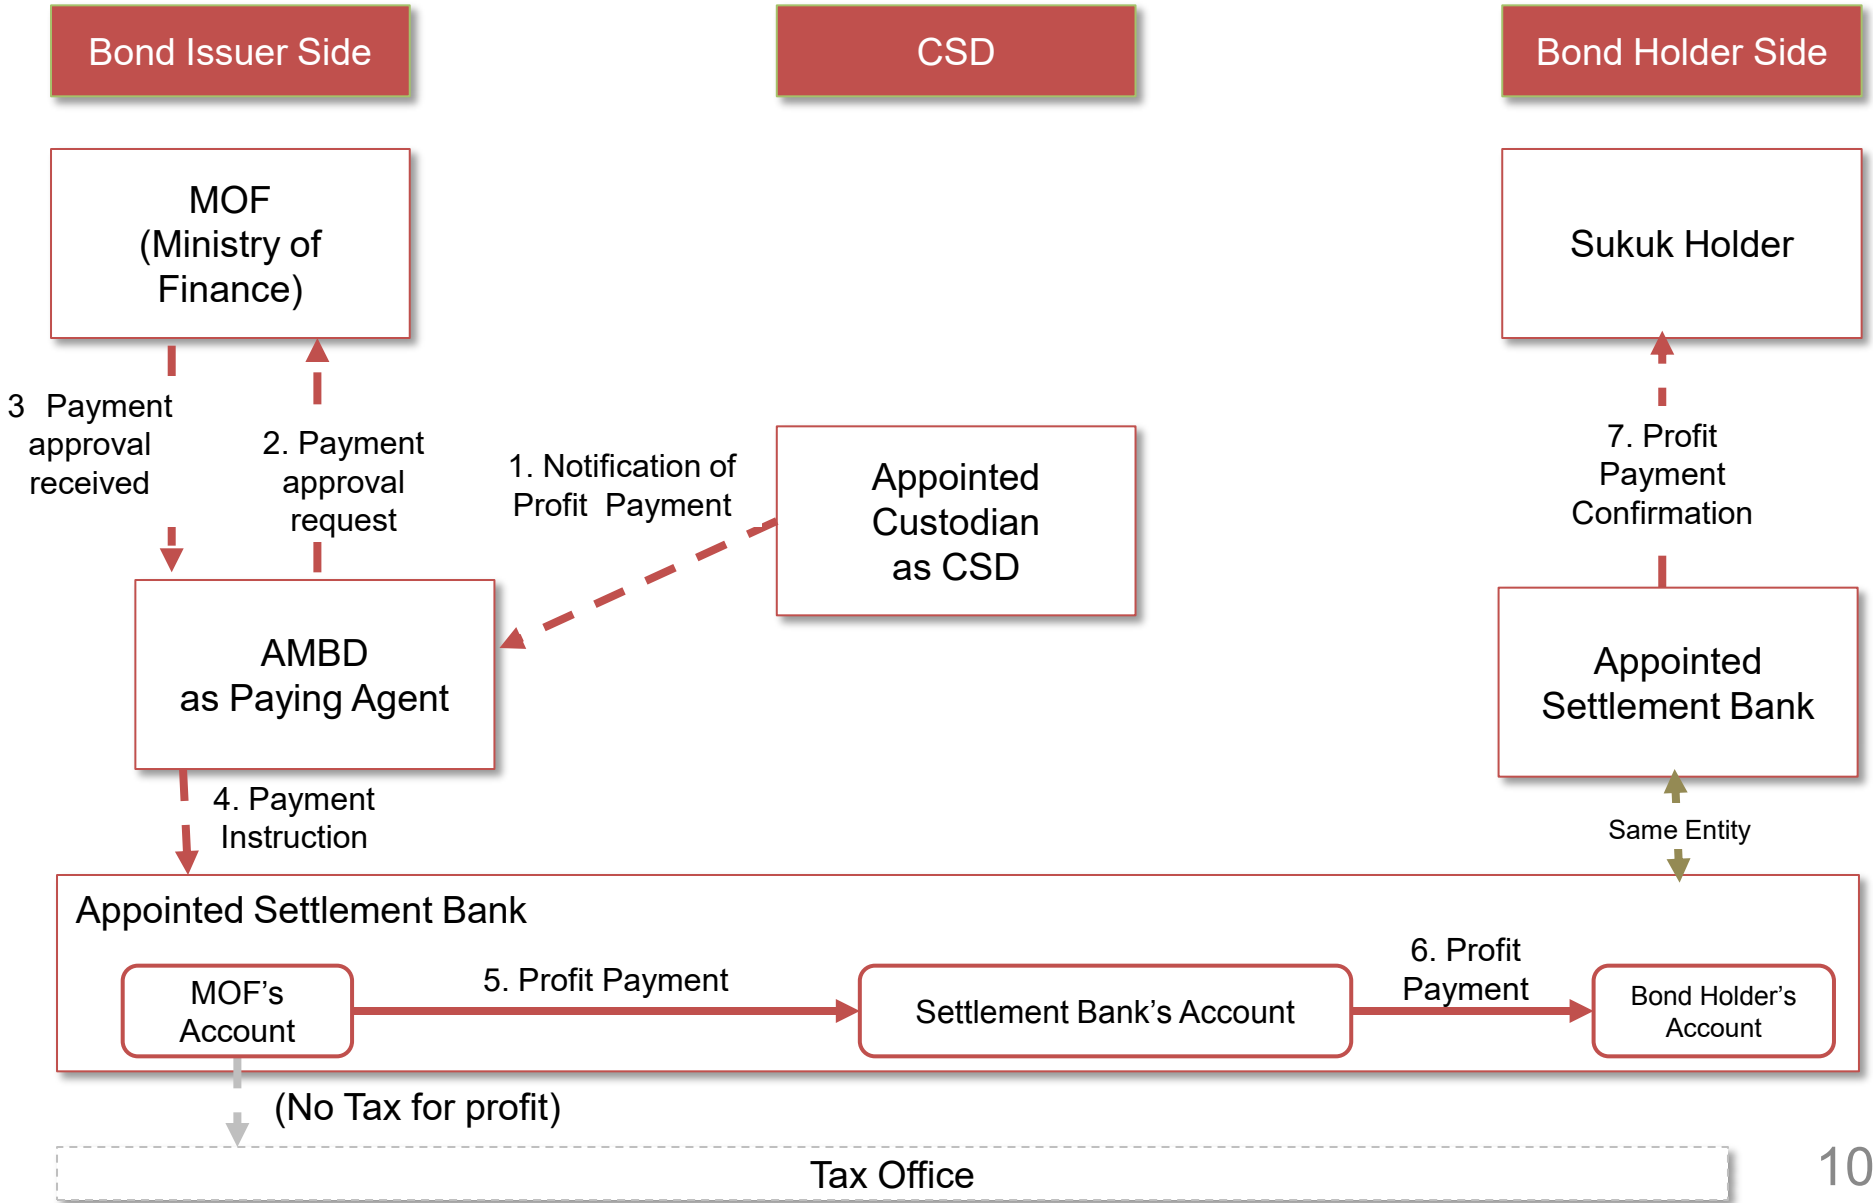 Bond Issuer Side
CSD
Bond Holder Side
MOF
(Ministry of
Finance)
Sukuk Holder
3 Payment
approval
received
2. Payment
approval
request
1. Notification of
Profit Payment
Appointed
Custodian
as CSD
7. Profit
Payment
Confirmation
AMBD
as Paying Agent
Appointed
Settlement Bank
4. Payment
Instruction
Same Entity
Appointed Settlement Bank
MOF’s
Account
5. Profit Payment
Settlement Bank’s Account
6. Profit
Payment
Bond Holder’s
Account
(No Tax for profit)
Tax Office
10